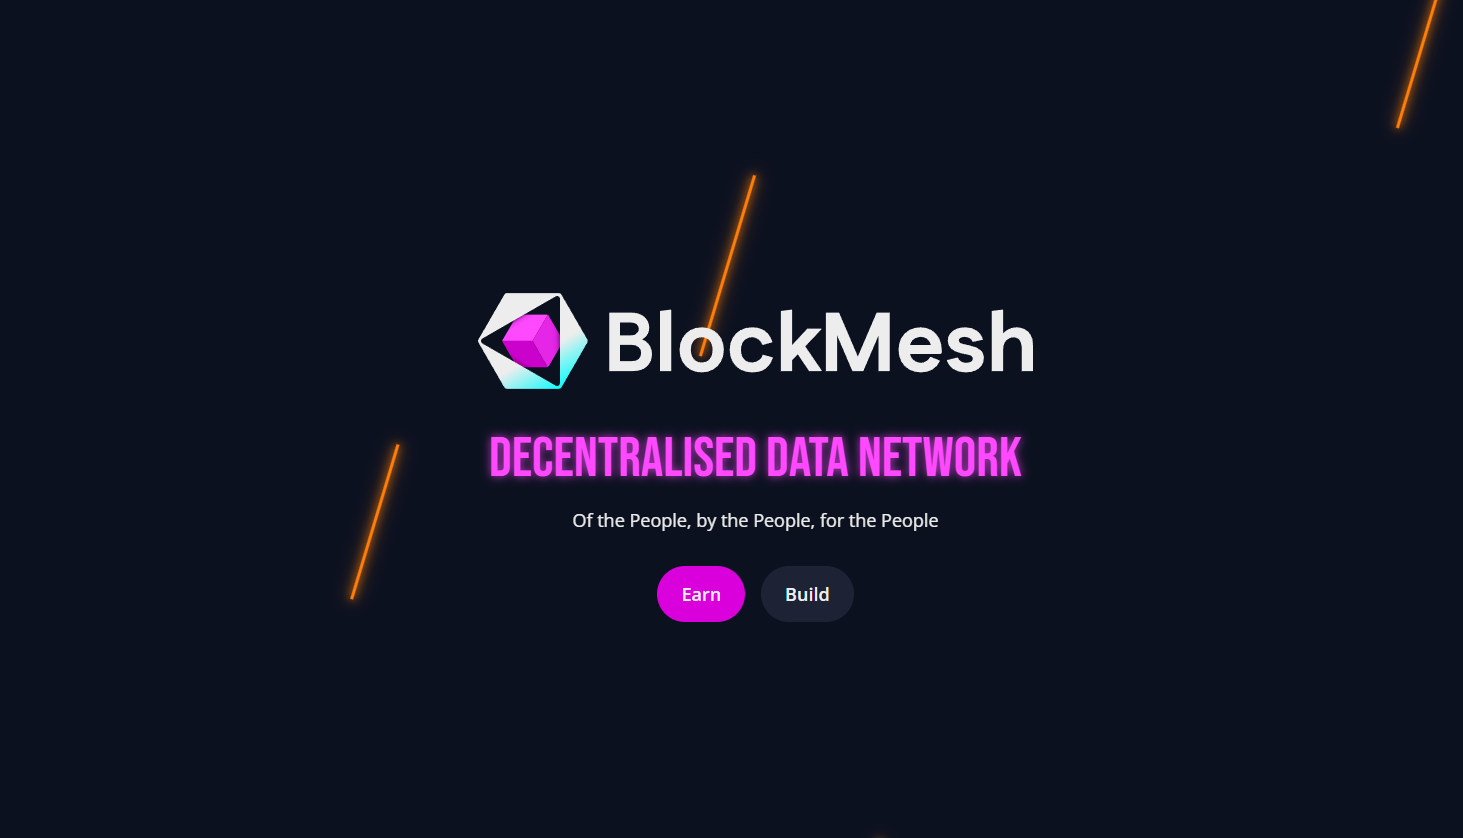 BlockMesh
DECENTRALISED DATA NETWORK
Of the People, by the People, for the People
Earn
Build